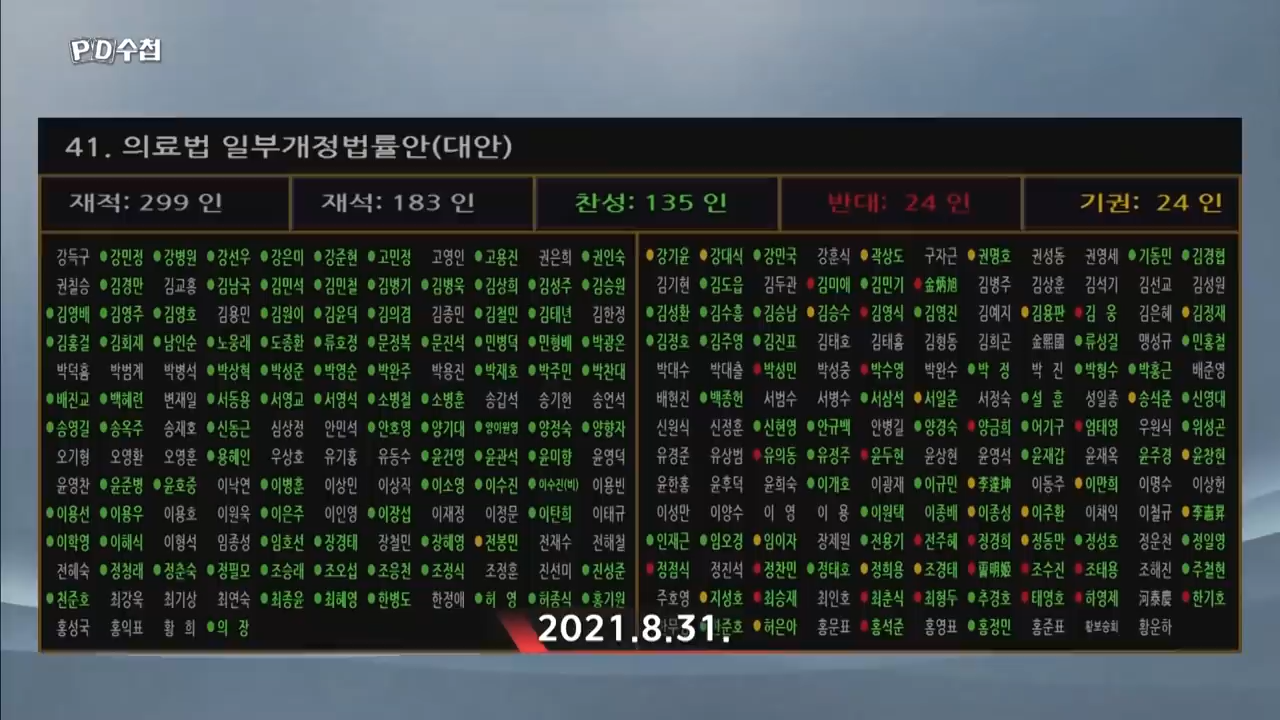 PD수첩
41. 의료법 일부개정법률안(대안)
재적: 299 인 재석: 183 인 찬성: 135 인 반대: 24 인 기권: 24 인
강득구 강민정 강병원 강선우 강은미 강준현 고민정 고영인 고용진 권은희 권인숙 강기윤 강대식 강민국 강훈식 곽상도 구자근 권명호 권성동 권영세 기동민 김경협
권칠승 김경만 김교흥 김남국 김민석 김민철 김병기 김병욱 김상희 김성주 김승원 김기현 김도읍 김두관 김미애 김민기 金炳旭 김병주 김상훈 김석기 김선교 김성원
김영배 김영주 김영호 김용민 김원이 김윤덕 김의겸 김종민 김철민 김태년 김한정 김성환 김수흥 김승남 김승수 김영식 김영진 김예지 김용판 김 웅 김은혜 김정재
김홍걸 김회재 남인순 노웅래 도종환 류호정 문정복 문진석 민병덕 민형배 박광온 김정호 김주영 김진표 김태호 김태흠 김형동 김희곤 金熙國 류성걸 맹성규 민홍철
박덕흠 박범계 박병석 박상혁 박성준 박영순 박완주 박용진 박재호 박주민 박찬대 박대수 박대출 박성민 박성중 박수영 박완수 박 정 박 진 박형수 박홍근 배준영
배진교 백혜련 변재일 서동용 서영교 서영석 소병철 소병훈 송갑석 송기헌 송언석 배현진 백종헌 서범수 서병수 서삼석 서일준 서정숙 설 훈 성일종 송석준 신영대
송영길 송옥주 송재호 신동근 심상정 안민석 안호영 양기대 양이원영 양정숙 양향자 신원식 신정훈 신현영 안규백 안병길 양경숙 양금희 어기구 엄태영 우원식 위성곤
오기형 오영환 오영훈 용혜인 우상호 유기홍 유동수 윤건영 윤관석 윤미향 윤영덕 유경준 유상범 유의동 유정주 윤두현 윤상현 윤영석 윤재갑 윤재옥 윤주경 윤창현
윤영찬 윤준병 윤호중 이낙연 이병훈 이상민 이상직 이소영 이수진 이수진(비) 이용빈 윤한홍 윤후덕 윤희숙 이개호 이광재 이규민 李達坤 이동주 이만희 이명수 이상헌
이용선 이용우 이용호 이원욱 이은주 이인영 이장섭 이재정 이정문 이탄희 이태규 이성만 이양수 이 영 이 용 이원택 이종배 이종성 이주환 이채익 이철규 李憲昇
이학영 이해식 이형석 임종성 임호선 장경태 장철민 장혜영 전봉민 전재수 전해철 인재근 임오경 임이자 장제원 전용기 전주혜 정경희 정동만 정성호 정운천 정일영
전혜숙 정청래 정춘숙 정필모 조승래 조오섭 조응천 조정식 조정훈 진선미 진성준 정점식 정진석 정찬민 정태호 정희용 조경태 曺明姬 조수진 조태용 조해진 주철현
천준호 최강욱 최기상 최연숙 최종윤 최혜영 한병도 한정애 허 영 허종식 홍기원 주호영 지성호 최승재 최인호 최춘식 최형두 추경호 태영호 하영제 河泰慶 한기호
홍성국 홍익표 황 희 의 장 허은아 홍문표 홍석준 홍영표 홍정민 홍준표 황보승희 황운하
2021.8.31.